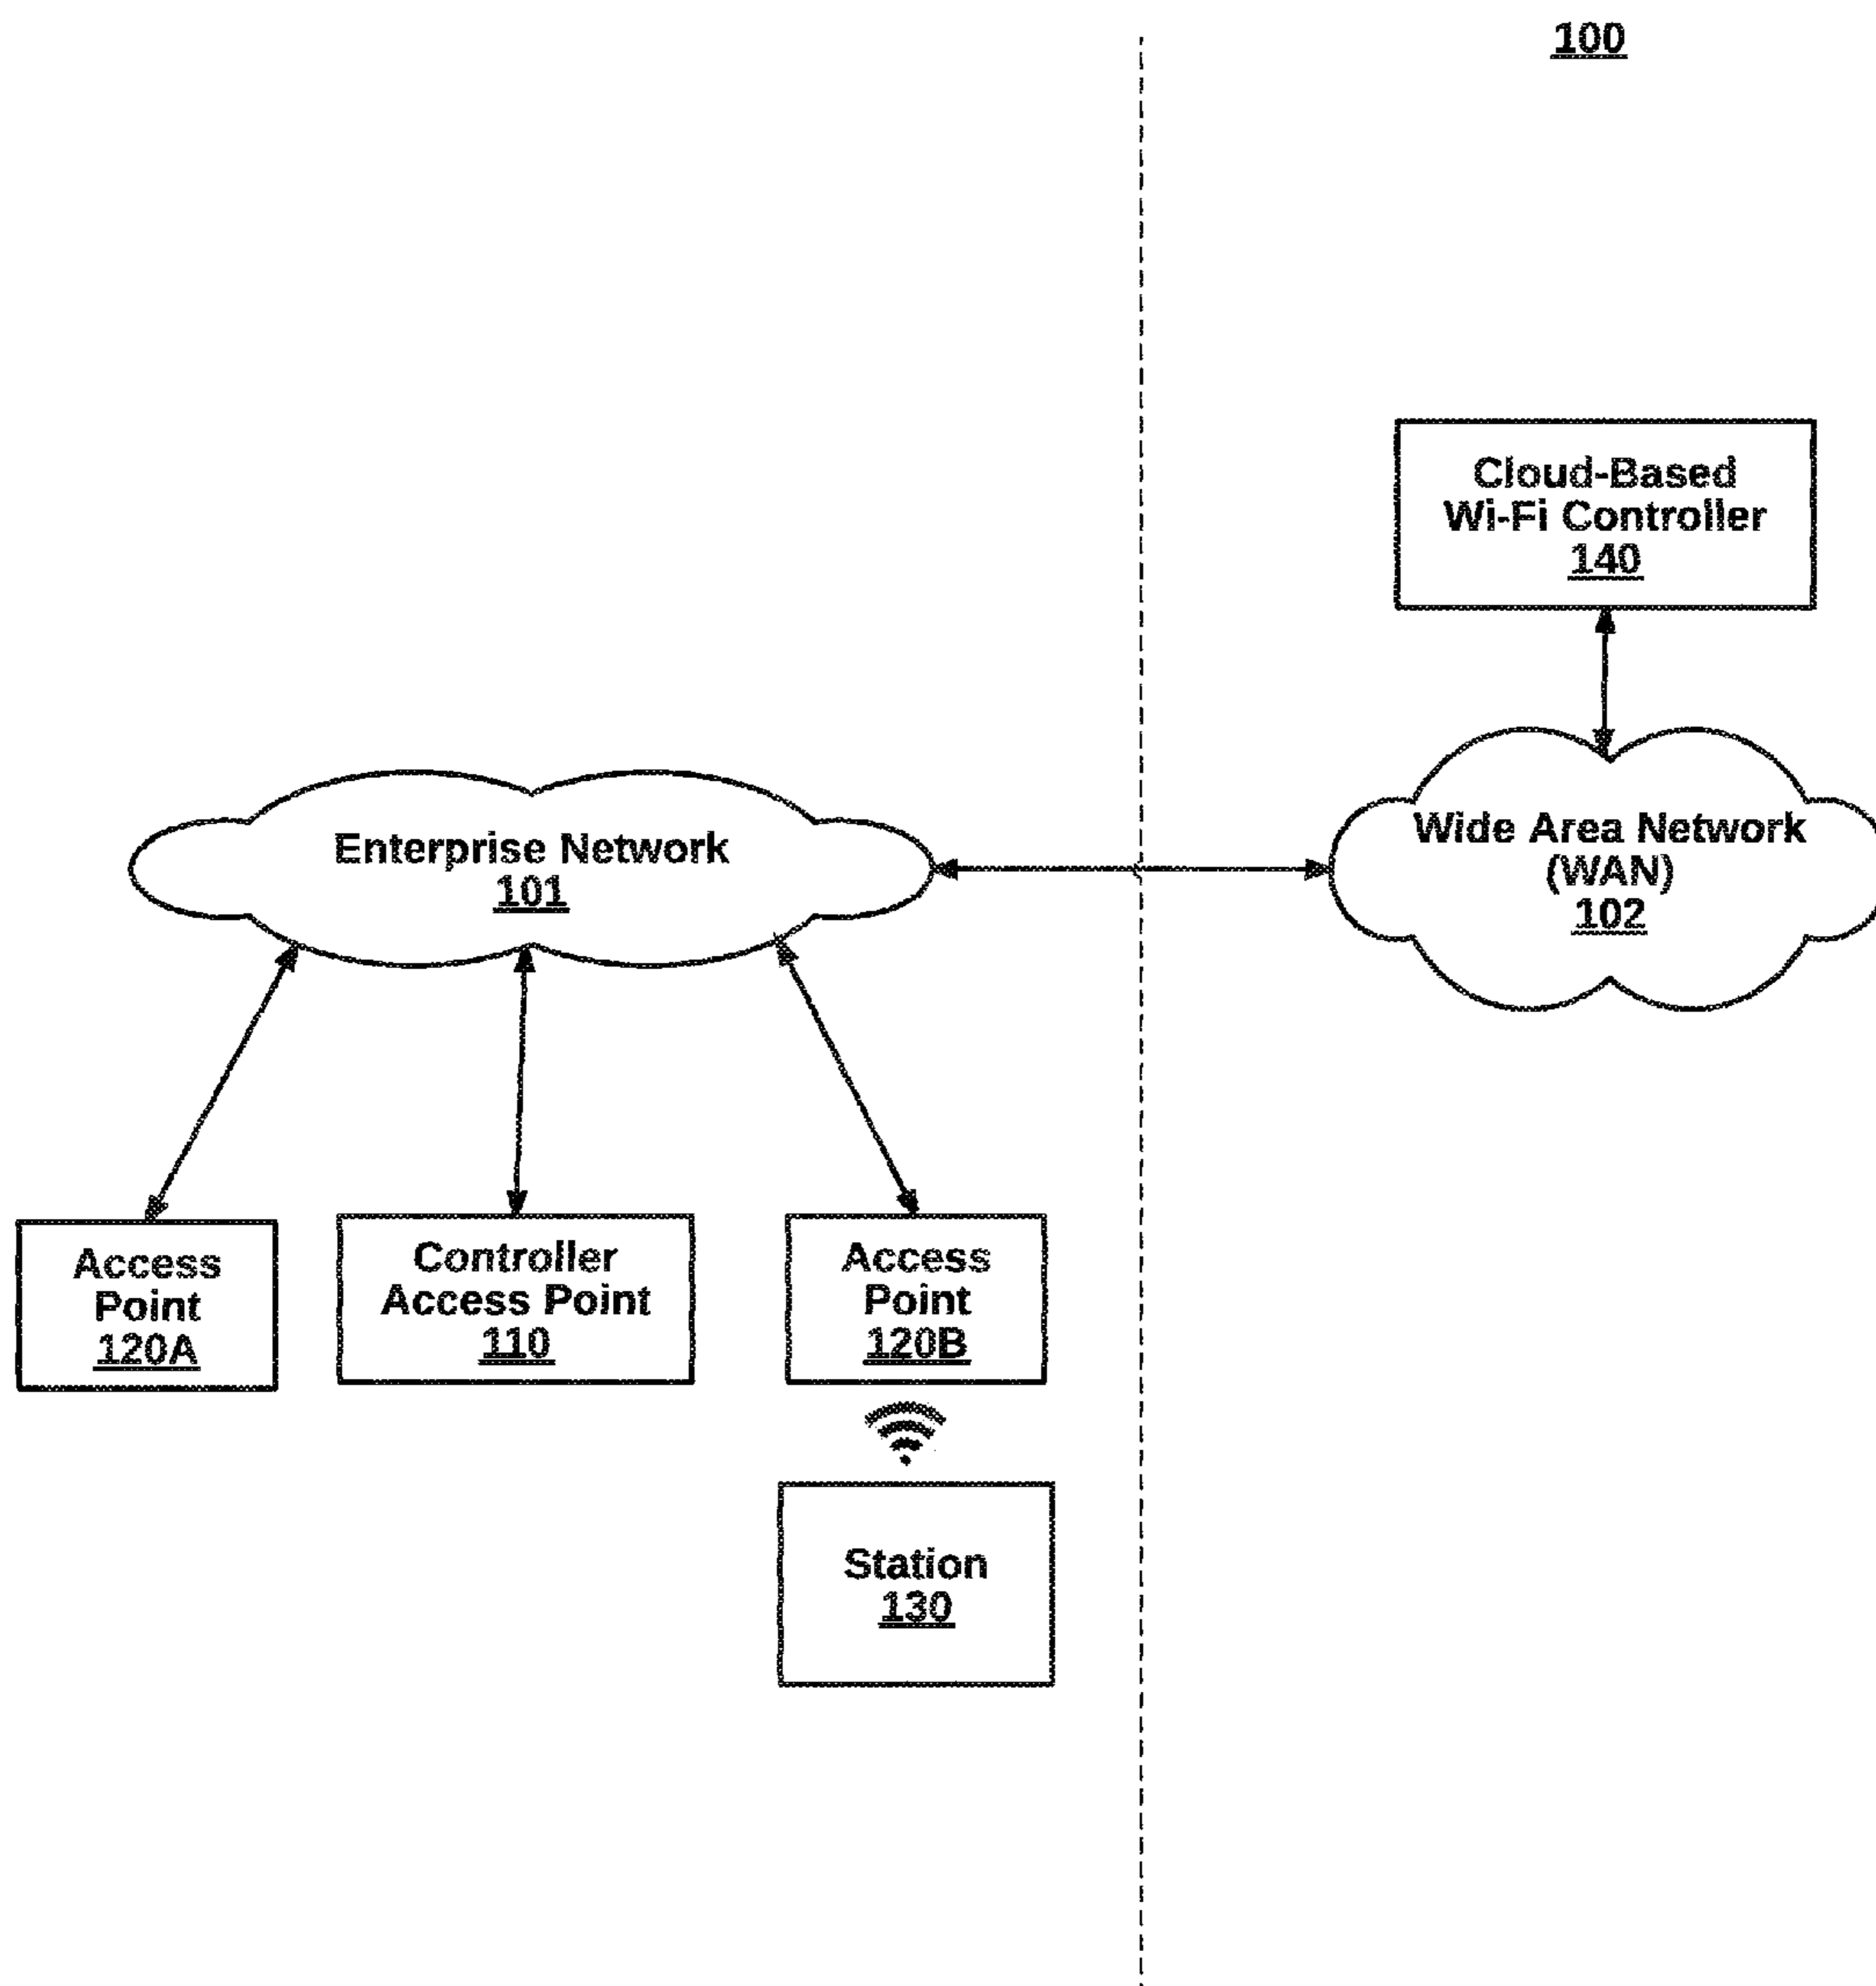 100
Cloud-Based
Wi-Fi Controller
140
Enterprise Network
101
Wide Area Network
(WAN)
102
Access
Point
120A
Controller
Access Point
110
Access
Point
120B
Station
130